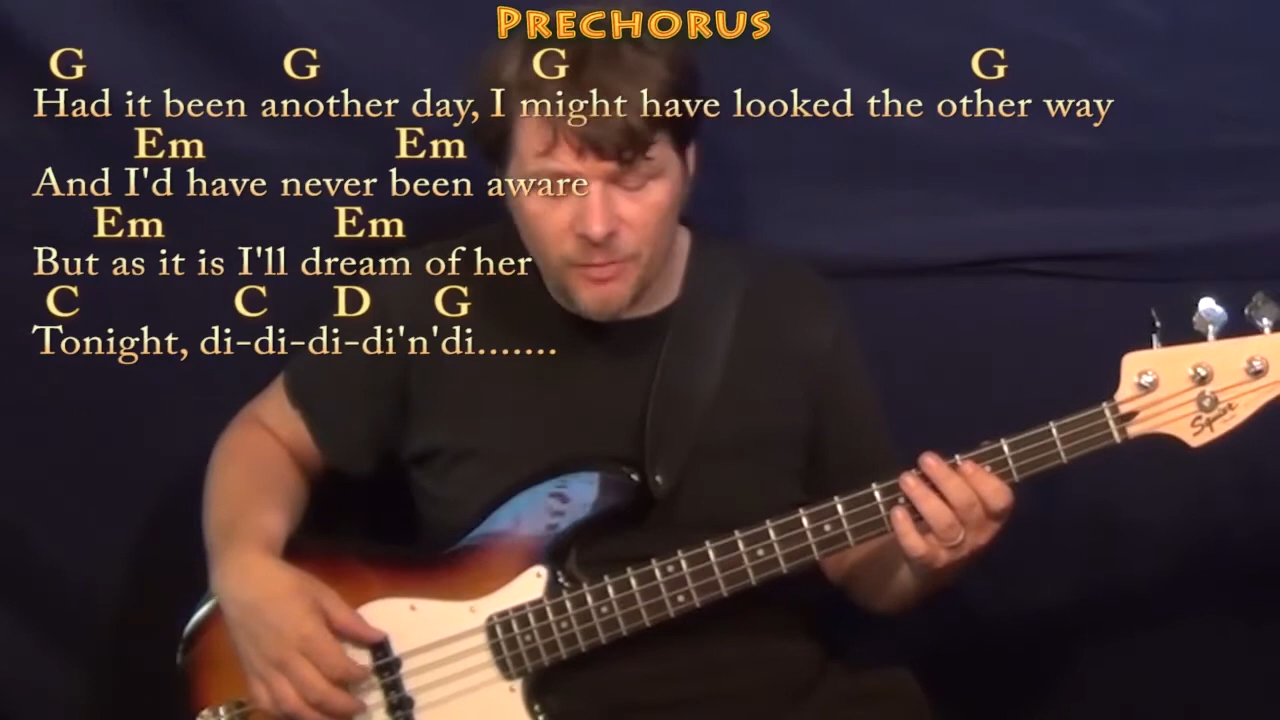 PRECHORUS
G G G G
Had it been another day, I might have looked the other way
Em Em
And I'd have never been aware
Em Em
But as it is I'll dream of her
C C D G
Tonight, di-di-di-di'n'di.......
Squier